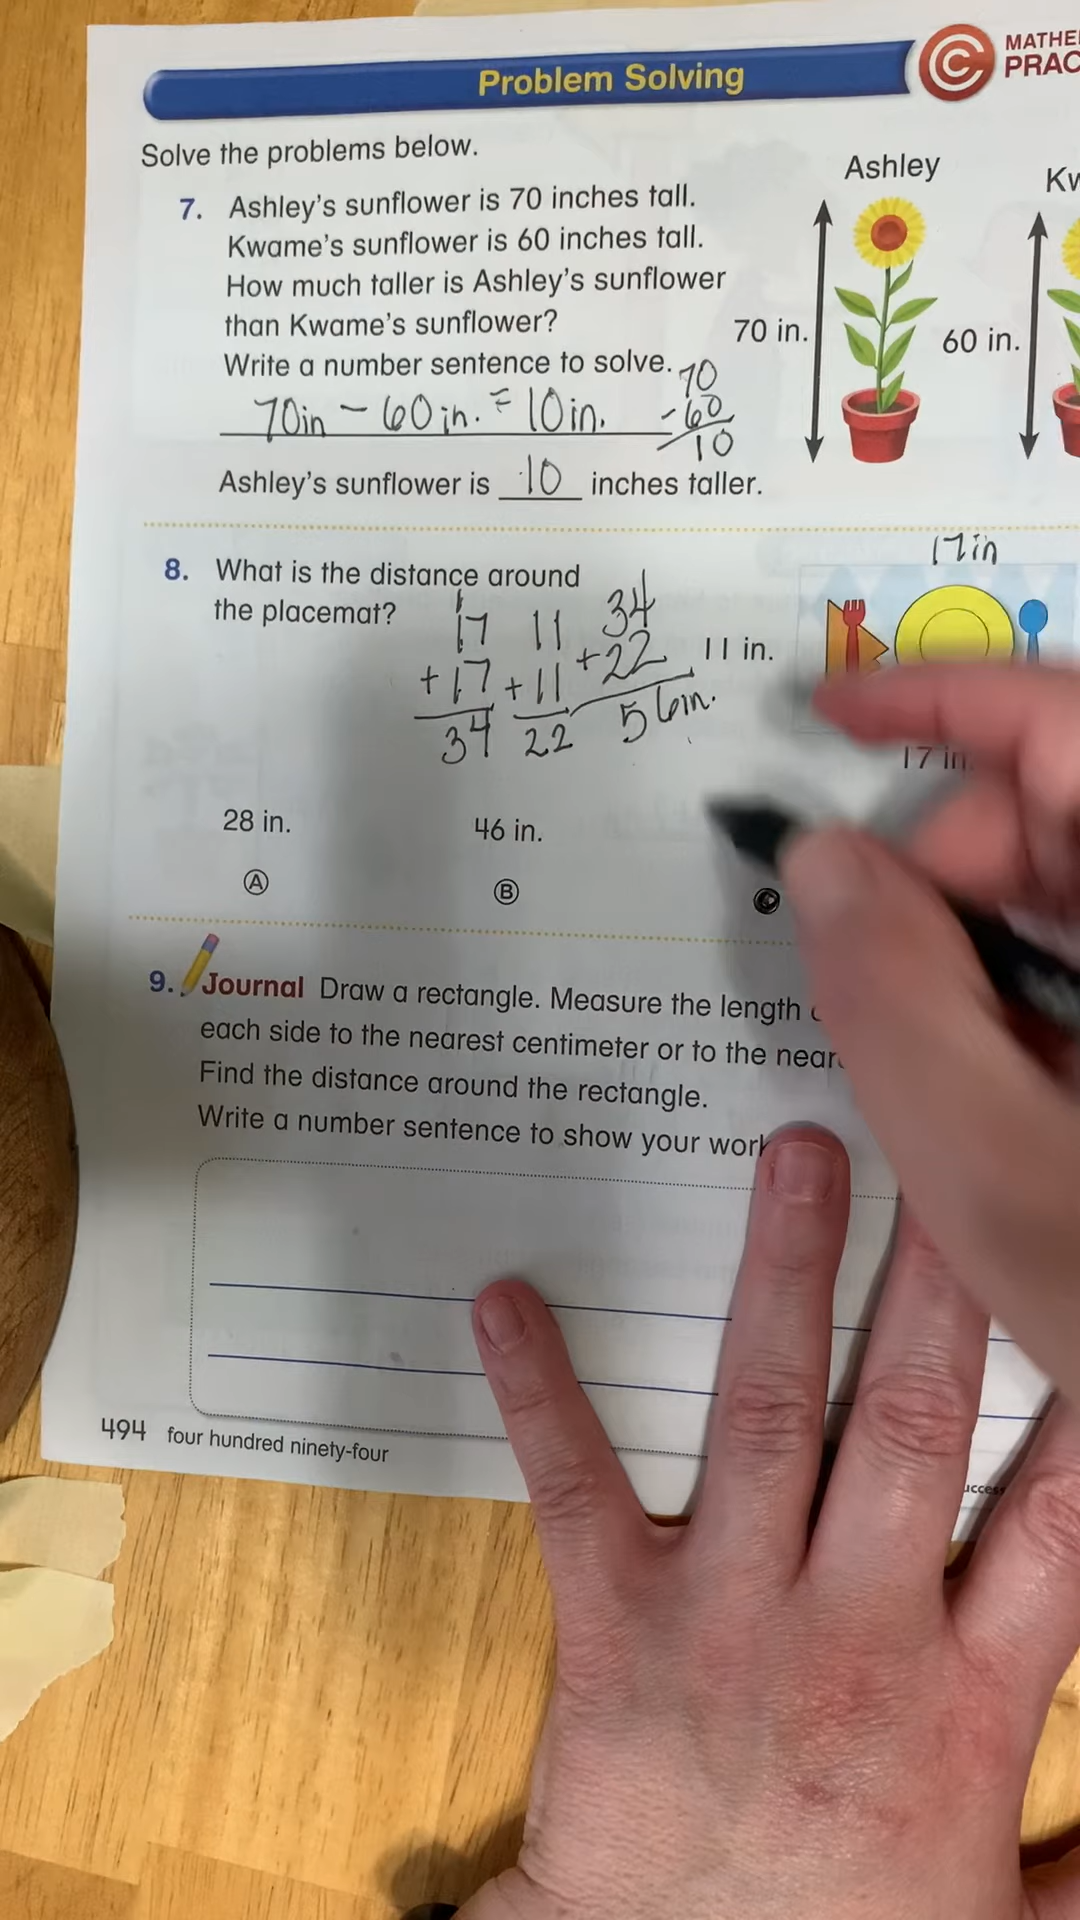 Problem Solving
MATHE
PRAC
Solve the problems below.
7. Ashley's sunflower is 70 inches tall.
Kwame's sunflower is 60 inches tall.
How much taller is Ashley's sunflower
than Kwame's sunflower?
Write a number sentence to solve.
70in - 60in. = 10in.
70
-60
10
Ashley's sunflower is 10 inches taller.
Ashley
Kw
70 in.
60 in.
8. What is the distance around
the placemat?
1
17
+17
34
11
+11
22
34
+22
56in.
17in
11 in.
17 in.
28 in.
46 in.
A
B
9. Journal Draw a rectangle. Measure the length
each side to the nearest centimeter or to the near
Find the distance around the rectangle.
Write a number sentence to show your work
494 four hundred ninety-four
uccess